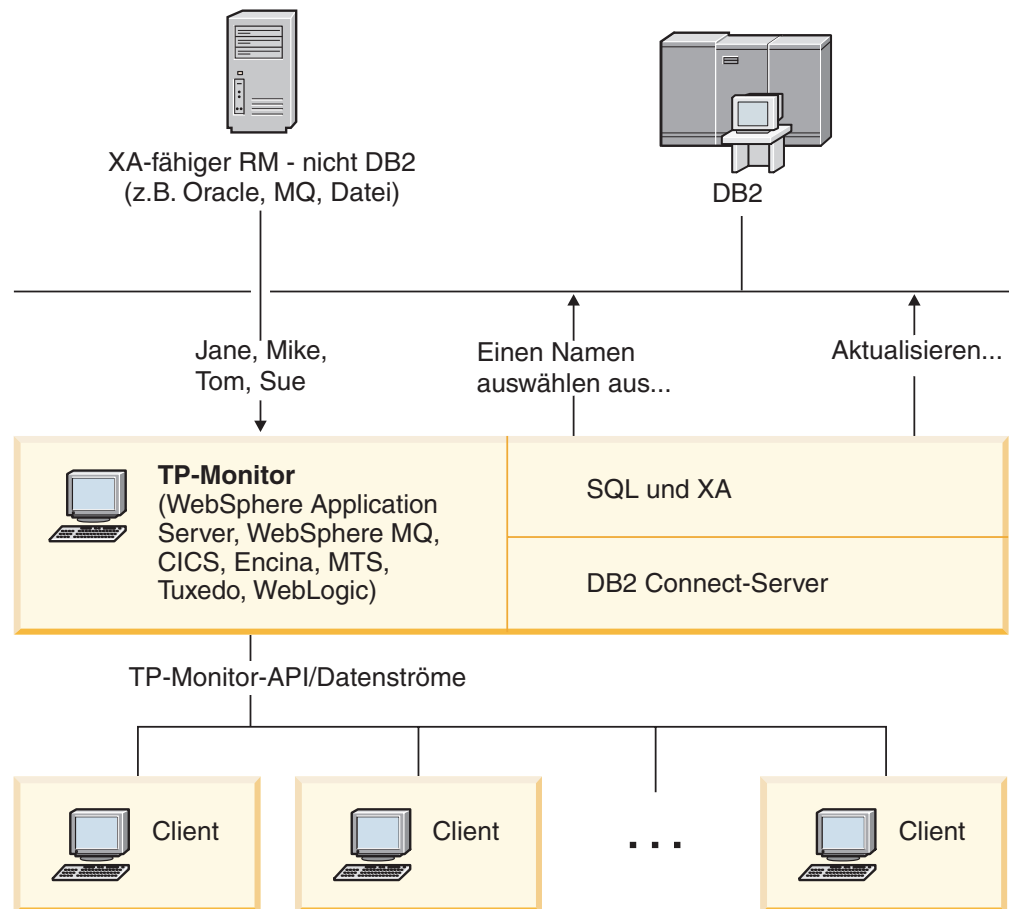 XA-fähiger RM - nicht DB2
(z.B. Oracle, MQ, Datei)
DB2
Jane, Mike,
Tom, Sue
Einen Namen
auswählen aus...
Aktualisieren...
TP-Monitor
(WebSphere Application
Server, WebSphere MQ,
CICS, Encina, MTS,
Tuxedo, WebLogic)
SQL und XA
DB2 Connect-Server
TP-Monitor-API/Datenströme
Client
Client
. . .
Client